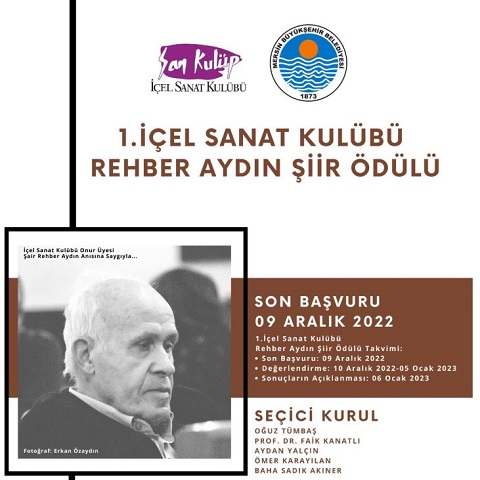 San Kulüp
İÇEL SANAT KULÜBÜ
MERSİN BÜYÜKŞEHİR BELEDİYESİ
1873
1.İÇEL SANAT KULÜBÜ
REHBER AYDIN ŞİİR ÖDÜLÜ
İçel Sanat Kulübü Onur Üyesi
Şair Rehber Aydın Anısına Saygıyla...
Fotoğraf: Erkan Özaydın
SON BAŞVURU
09 ARALIK 2022
1.İçel Sanat Kulübü
Rehber Aydın Şiir Ödülü Takvimi:
• Son Başvuru: 09 Aralık 2022
• Değerlendirme: 10 Aralık 2022-05 Ocak 2023
• Sonuçların Açıklanması: 06 Ocak 2023
SEÇİCİ KURUL
OĞUZ TÜMBAŞ
PROF. DR. FAİK KANATLI
AYDAN YALÇIN
ÖMER KARAYILAN
BAHA SADIK AKINER